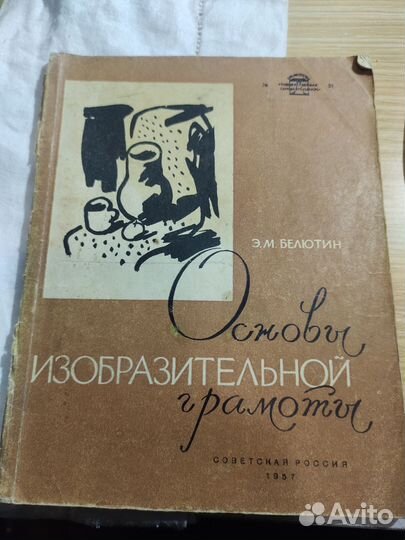 Э.М. БЕЛЮТИН
Основы
ИЗОБРАЗИТЕЛЬНОЙ
грамоты
СОВЕТСКАЯ РОССИЯ
1957
Avito